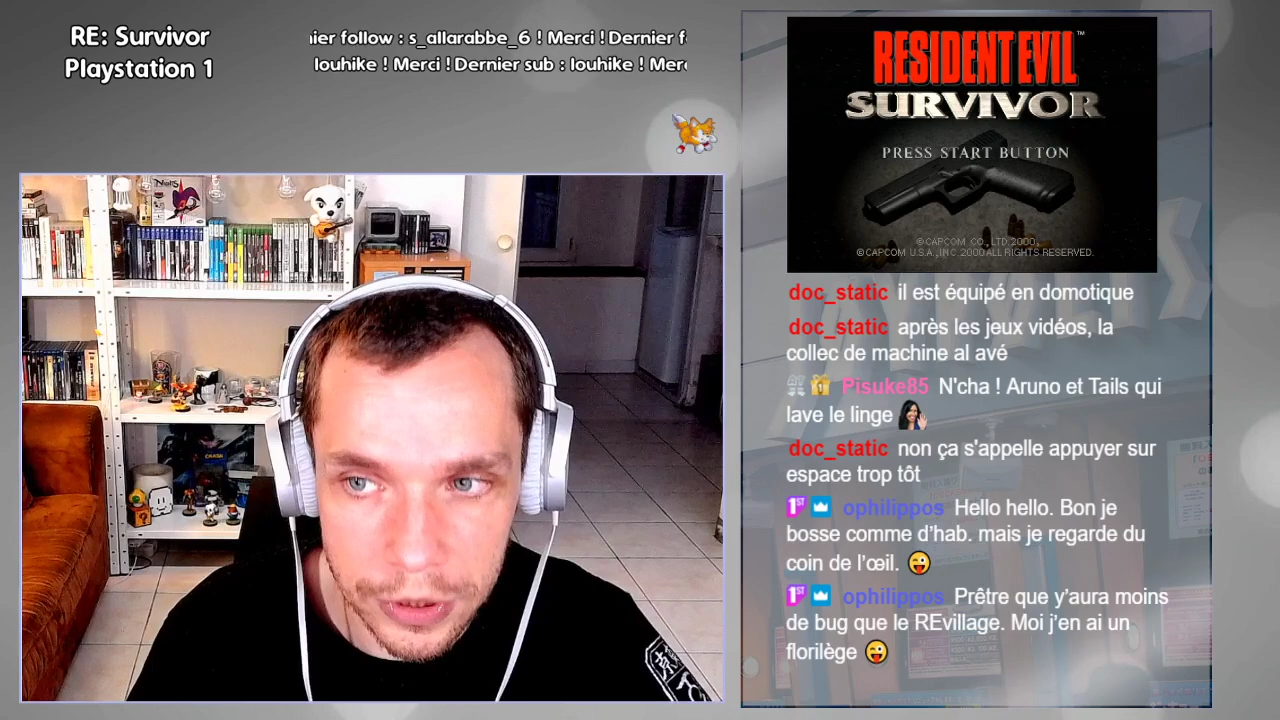 RE: Survivor
Playstation 1
nier follow : s_allarabbe_6 ! Merci ! Dernier f
louhike ! Merci ! Dernier sub : louhike ! Mer
RESIDENT EVIL
SURVIVOR
PRESS START BUTTON
©CAPCOM CO., LTD.2000,
©CAPCOM U.S.A., INC.2000 ALL RIGHTS RESERVED.
doc_static il est équipé en domotique
doc_static après les jeux vidéos, la
collec de machine al avé
Pisuke85 N'cha ! Aruno et Tails qui
lave le linge
doc_static non ça s'appelle appuyer sur
espace trop tôt
1ST ophilippos Hello hello. Bon je
bosse comme d’hab. mais je regarde du
coin de l’œil. 😜
1ST ophilippos Prêtre que y’aura moins
de bug que le REvillage. Moi j’en ai un
florilège 😜